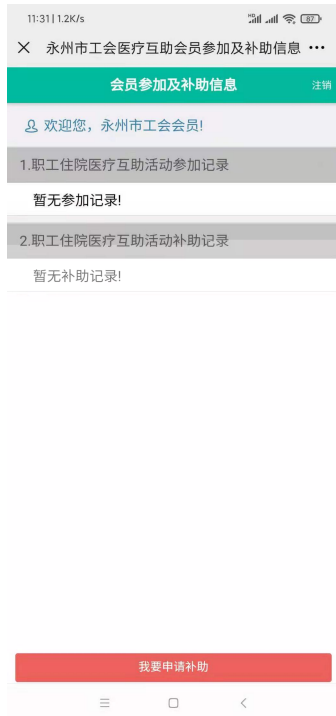 11:31 | 1.2K/s
87
永州市工会医疗互助会员参加及补助信息
会员参加及补助信息
注销
欢迎您，永州市工会会员!
1.职工住院医疗互助活动参加记录
暂无参加记录!
2.职工住院医疗互助活动补助记录
暂无补助记录!
我要申请补助